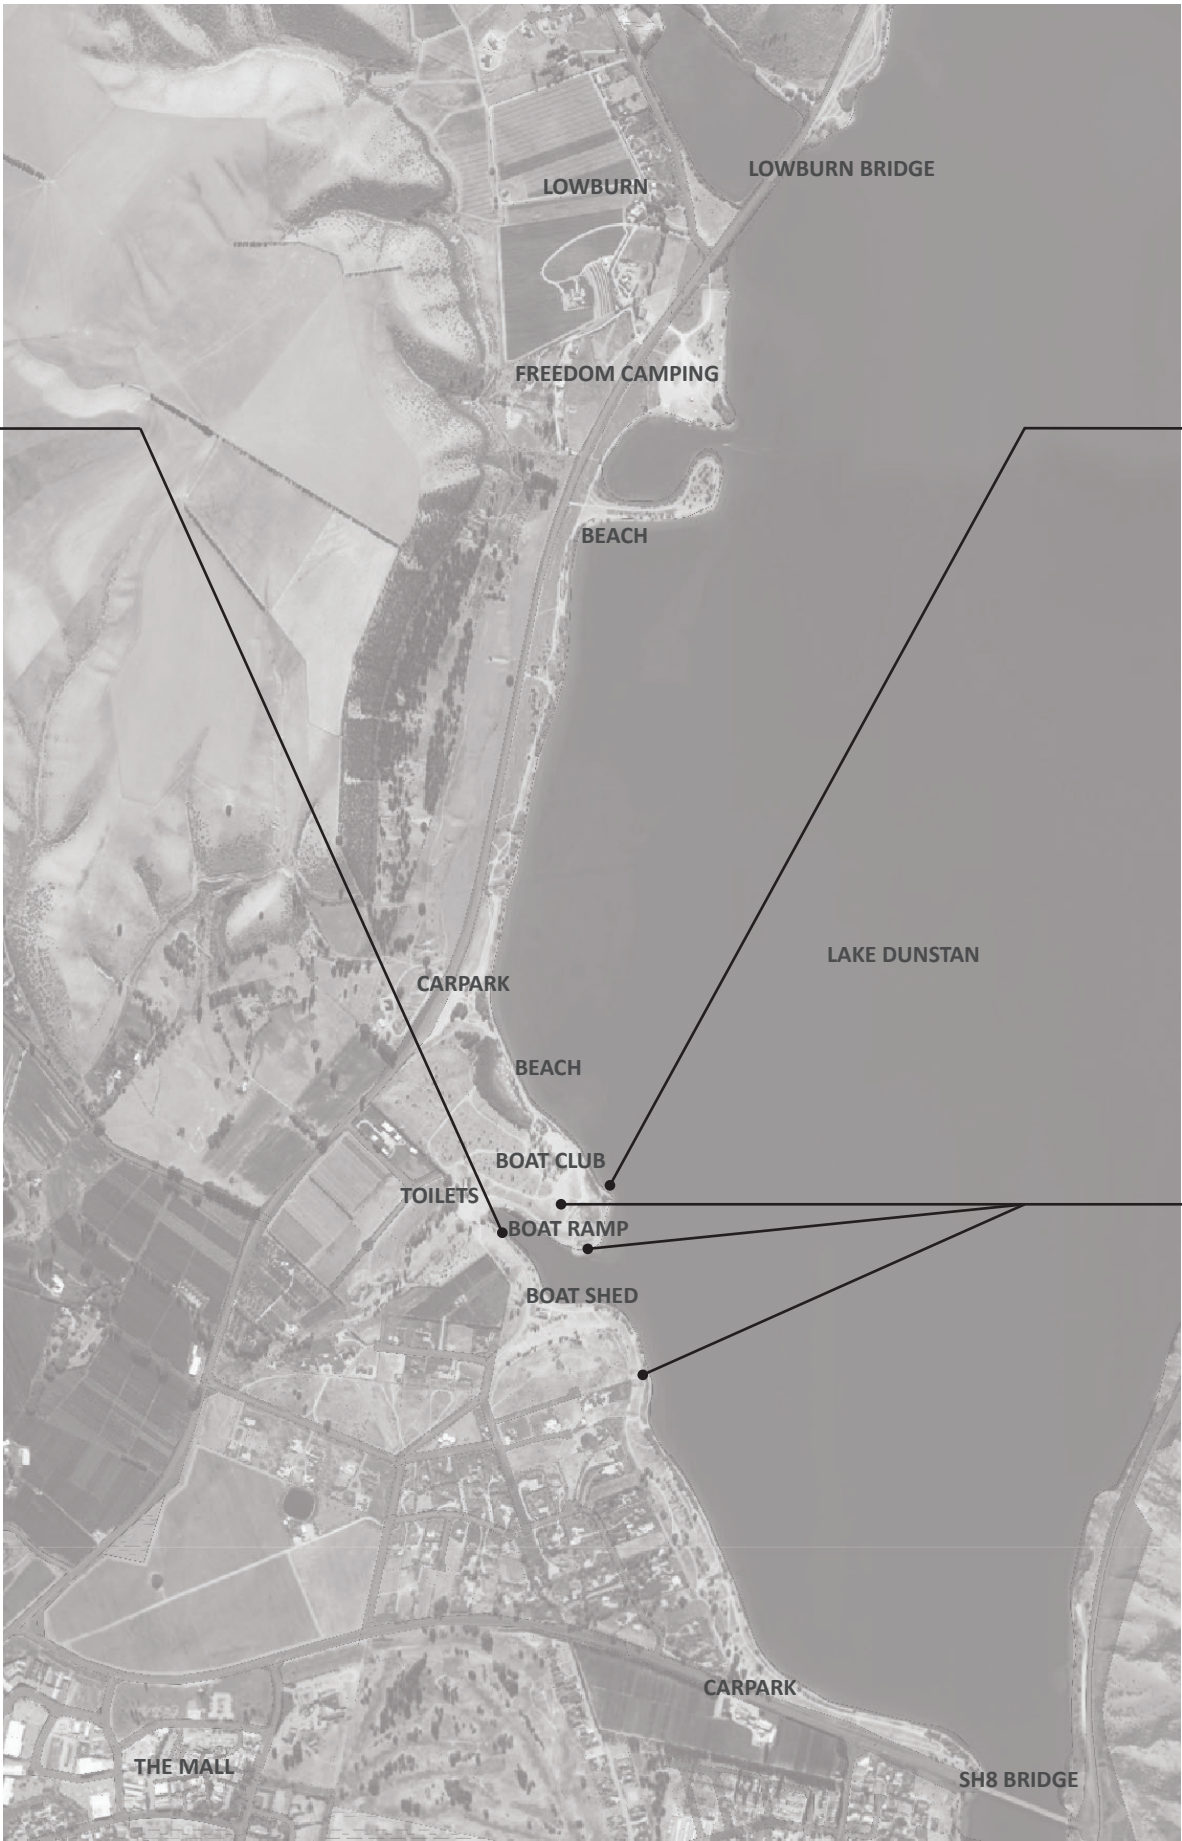 LOWBURN BRIDGE
LOWBURN
FREEDOM CAMPING
BEACH
LAKE DUNSTAN
CARPARK
BEACH
BOAT CLUB
TOILETS
BOAT RAMP
BOAT SHED
CARPARK
THE MALL
SH8 BRIDGE